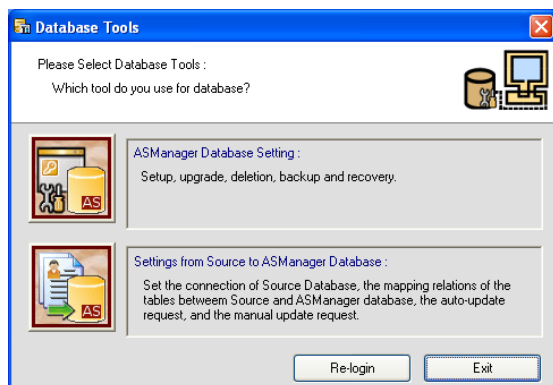 Database Tools
Please Select Database Tools :
Which tool do you use for database?
ASManager Database Setting :
Setup, upgrade, deletion, backup and recovery.
AS
Settings from Source to ASManager Database :
Set the connection of Source Database, the mapping relations of the
tables betweem Source and ASManager database, the auto-update
request, and the manual update request.
AS
Re-login
Exit